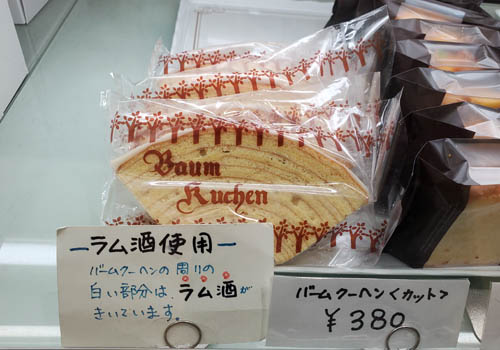 Baum
Kuchen
ーラム酒使用ー
バームクーヘンの周りの
白い部分は、ラム酒が
きいています。
バームクーヘン<カット>
¥380